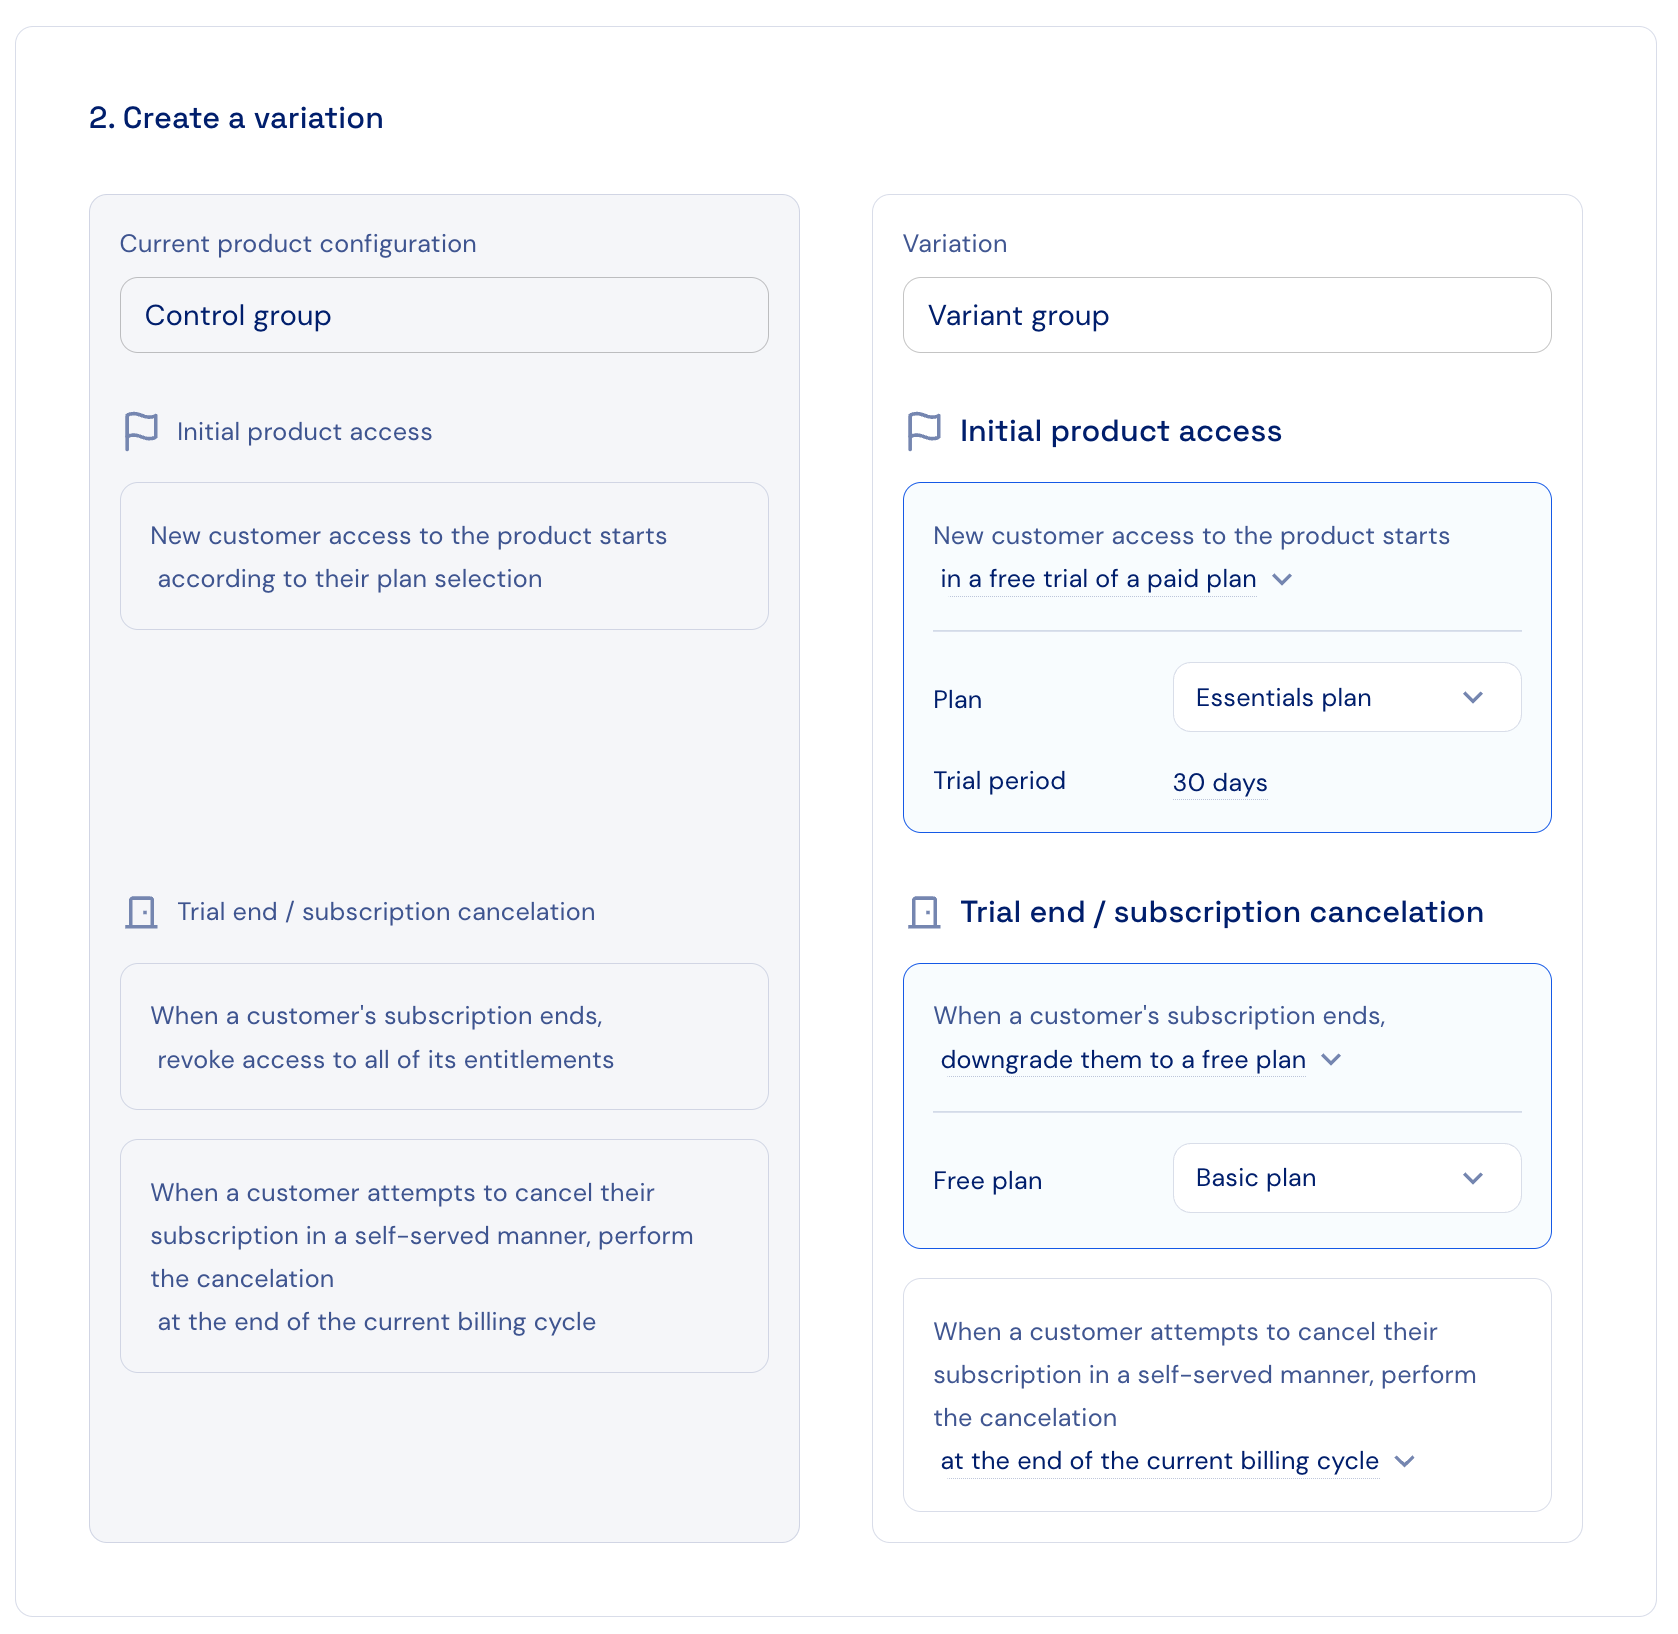 2. Create a variation
Current product configuration
Control group
Initial product access
New customer access to the product starts
according to their plan selection
Trial end / subscription cancelation
When a customer's subscription ends,
revoke access to all of its entitlements
When a customer attempts to cancel their
subscription in a self-served manner, perform
the cancelation
at the end of the current billing cycle
Variation
Variant group
Initial product access
New customer access to the product starts
in a free trial of a paid plan
Plan
Essentials plan
Trial period
30 days
Trial end / subscription cancelation
When a customer's subscription ends,
downgrade them to a free plan
Free plan
Basic plan
When a customer attempts to cancel their
subscription in a self-served manner, perform
the cancelation
at the end of the current billing cycle